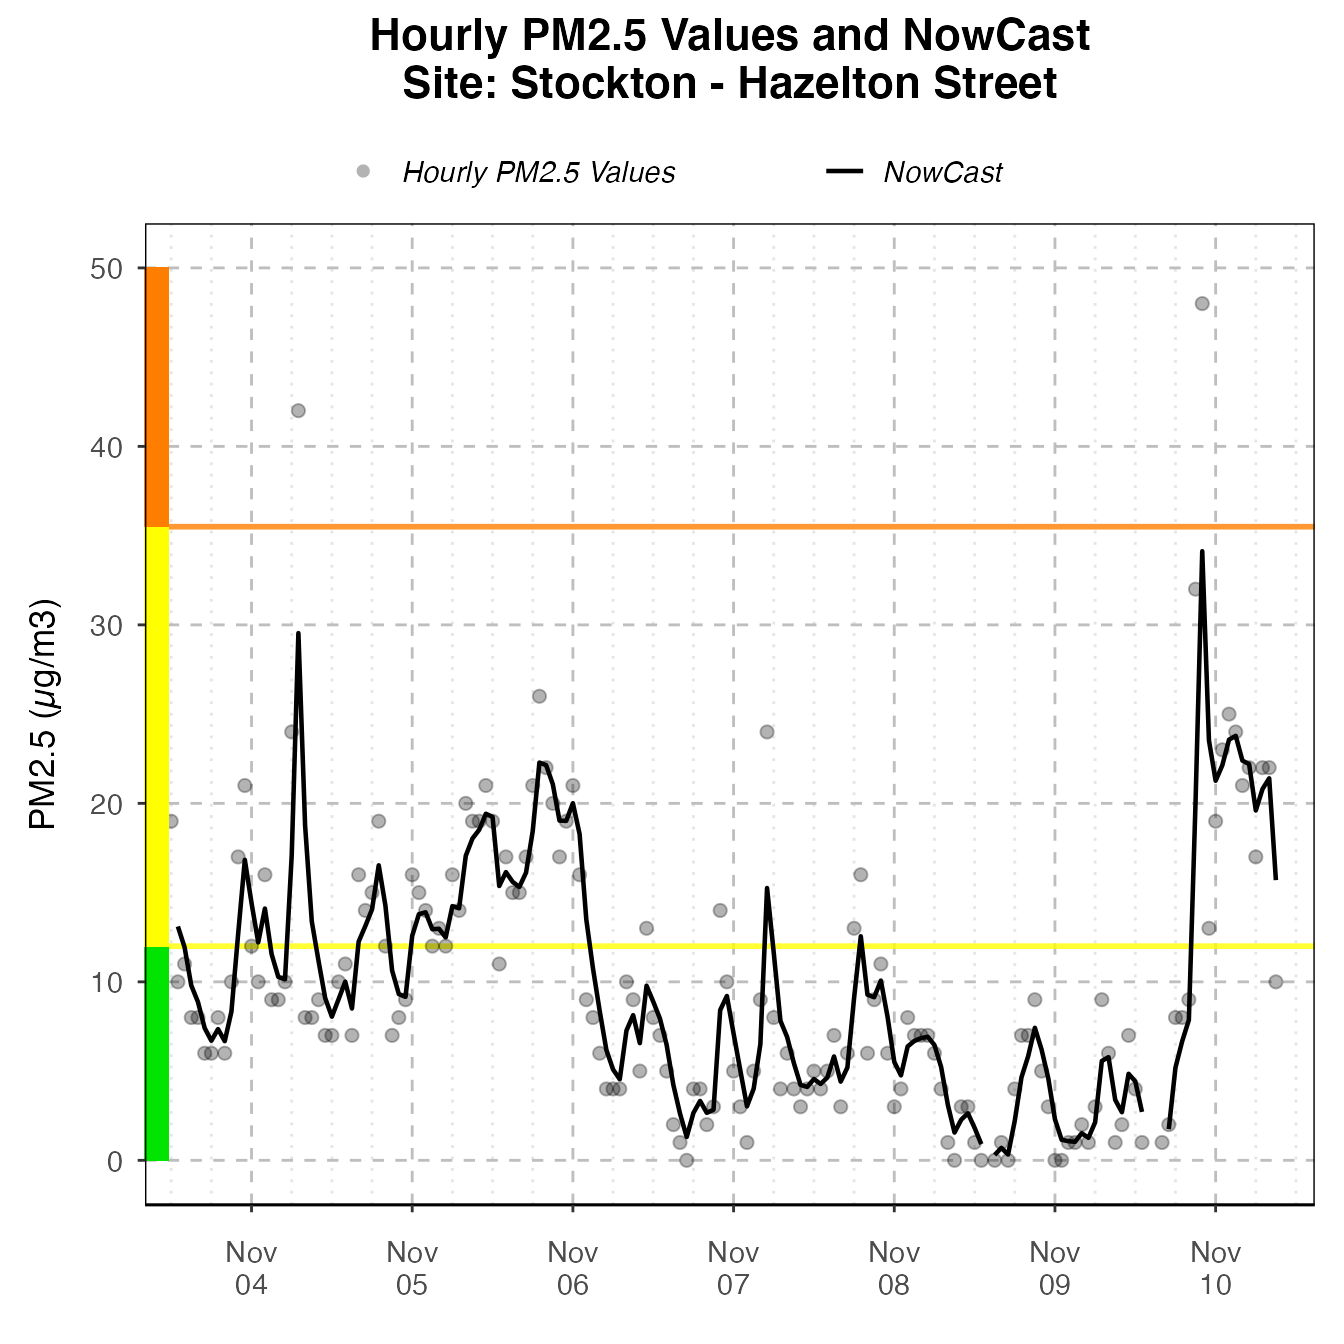 Hourly PM2.5 Values and NowCast
Site: Stockton - Hazelton Street
Hourly PM2.5 Values
NowCast
PM2.5 (µg/m3)
50
40
30
20
10
0
Nov
04
Nov
05
Nov
06
Nov
07
Nov
08
Nov
09
Nov
10